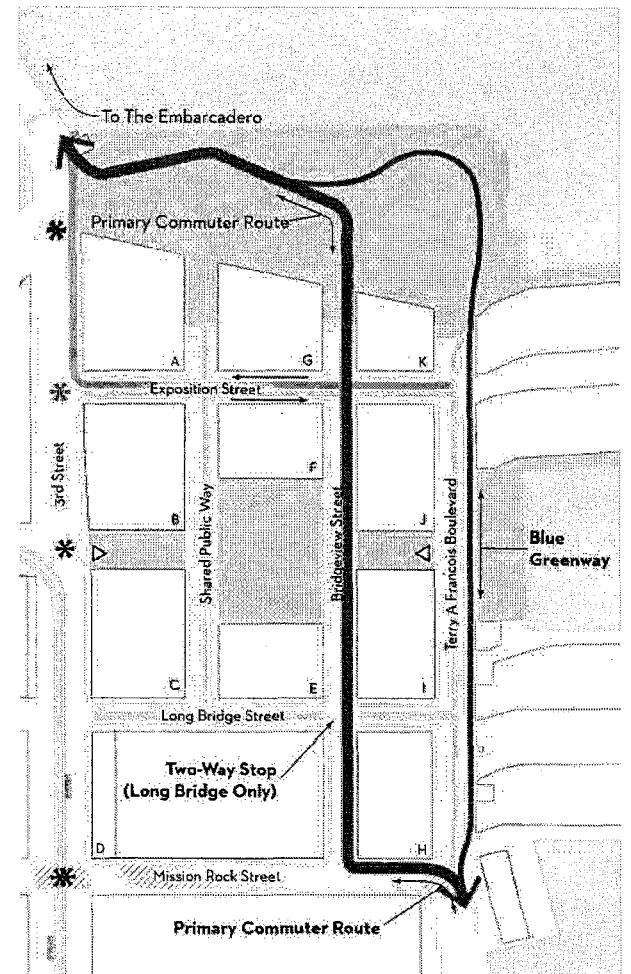 To The Embarcadero
Primary Commuter Route
A
G
K
Exposition Street
F
3rd Street
B
Shared Public Way
Bridgeview Street
J
Terry A Francois Boulevard
Blue
Greenway
C
E
I
Long Bridge Street
Two-Way Stop
(Long Bridge Only)
D
H
Mission Rock Street
Primary Commuter Route